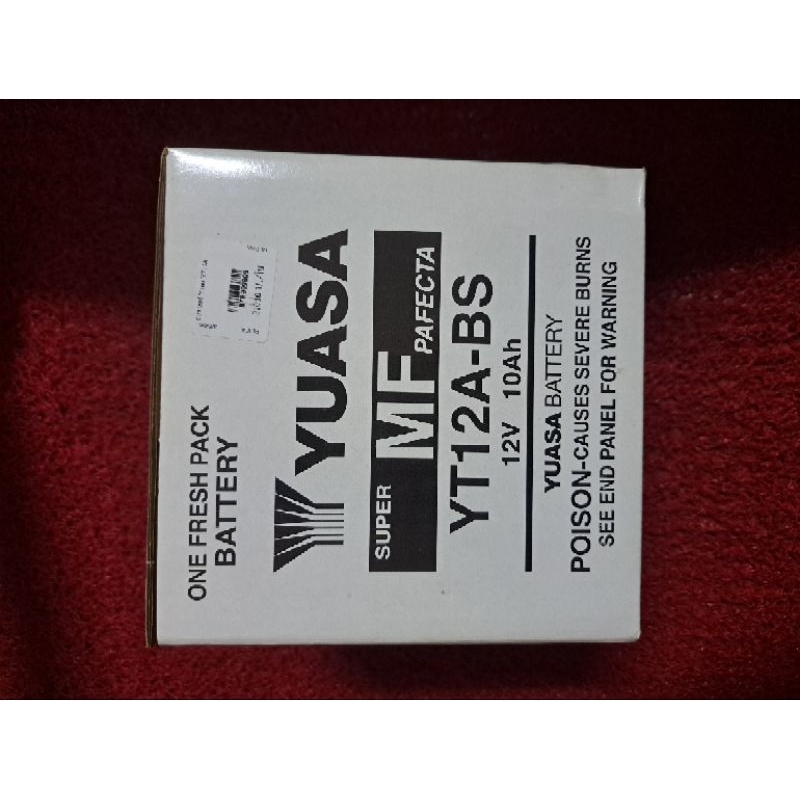 ONE FRESH PACK
BATTERY
YUASA
SUPER MF PAFECTA
YT12A-BS
12V 10Ah
YUASA BATTERY
POISON-CAUSES SEVERE BURNS
SEE END PANEL FOR WARNING